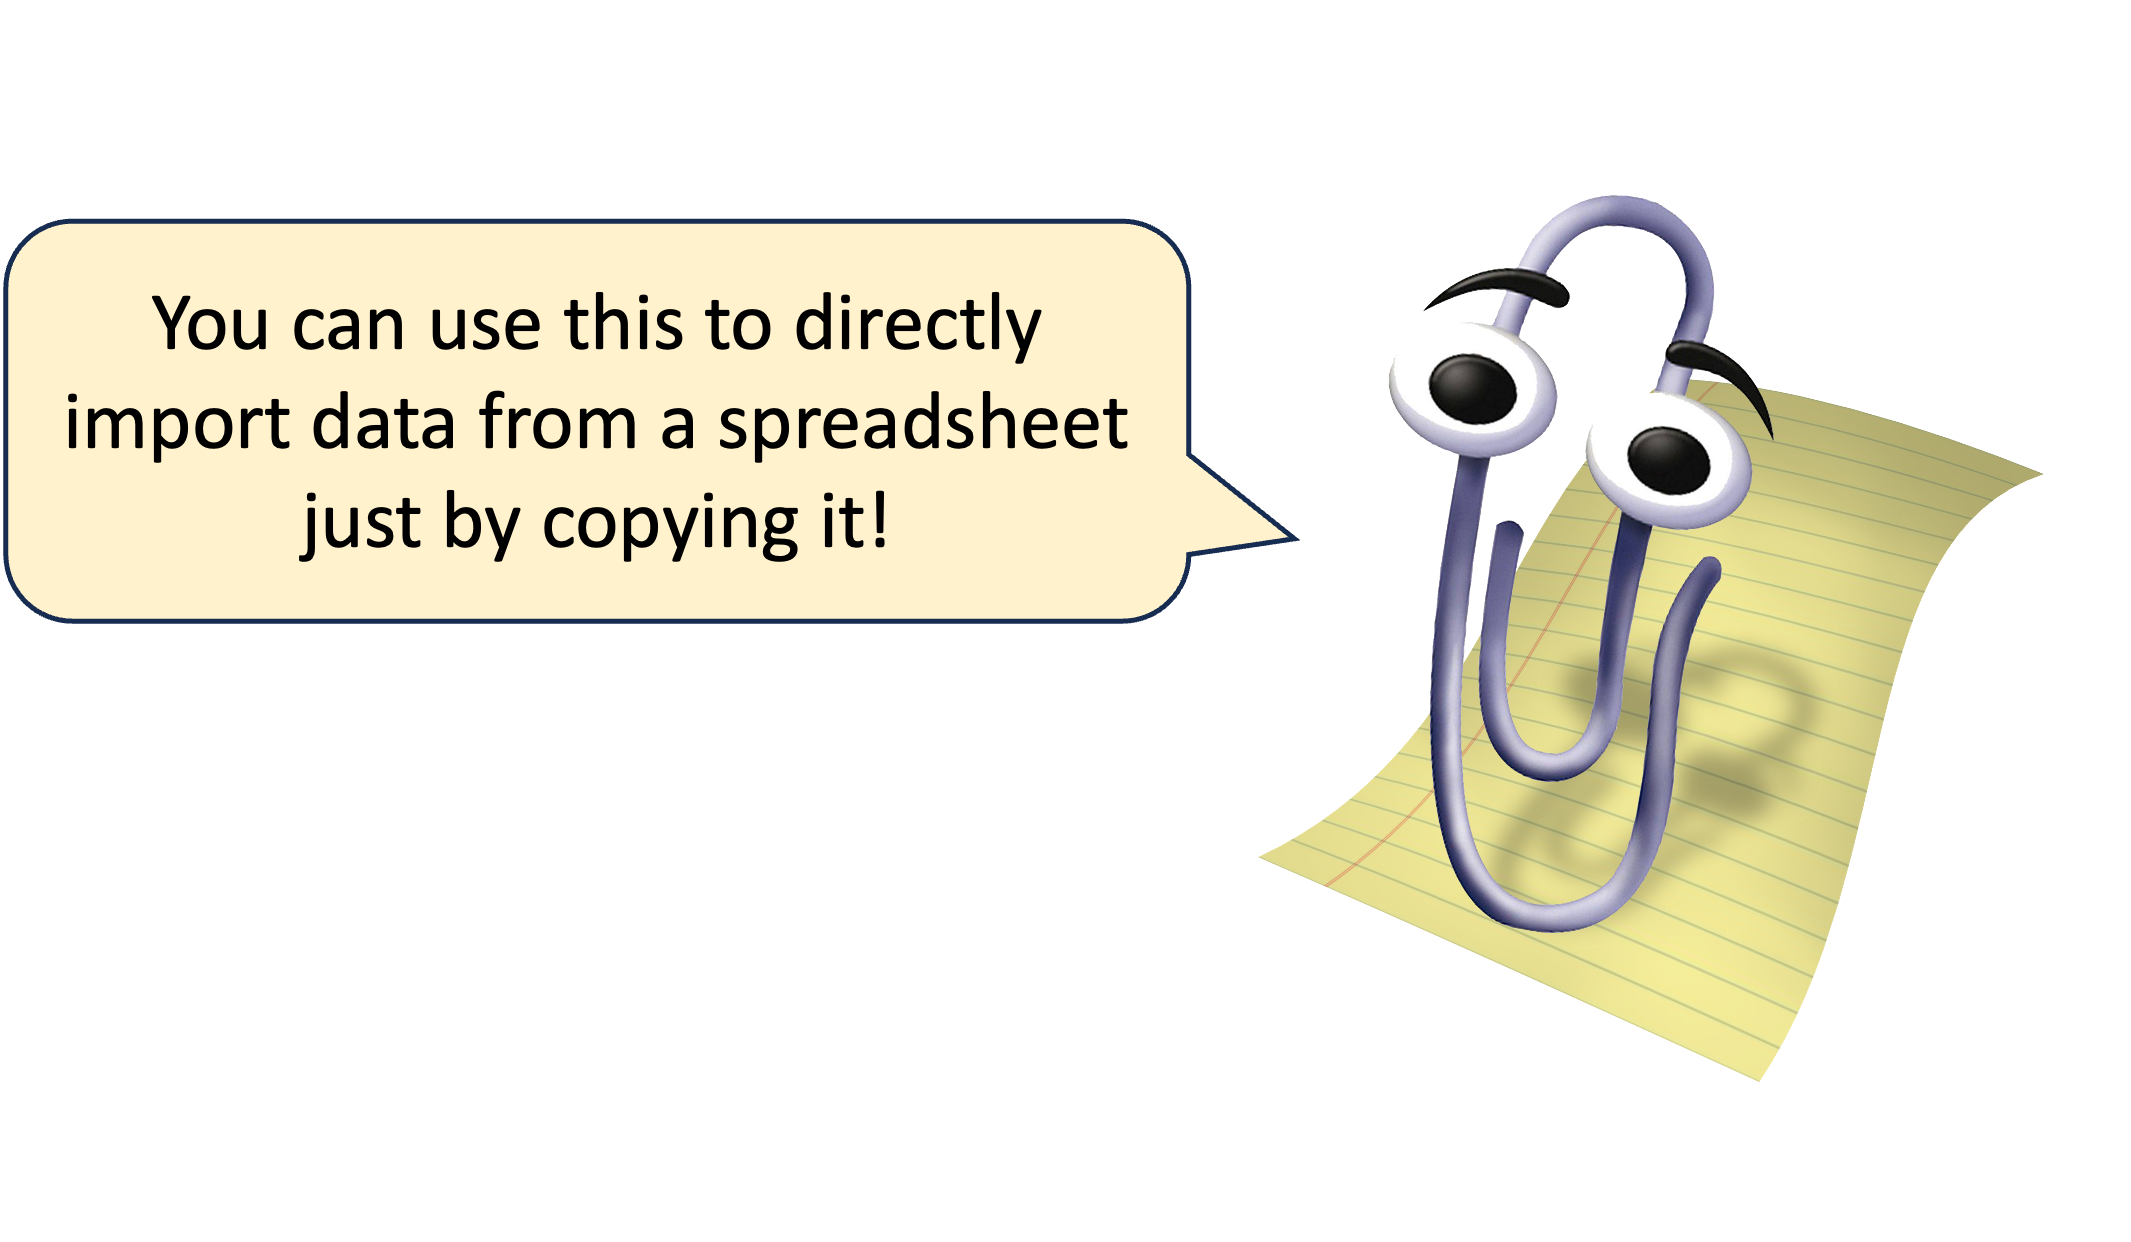 You can use this to directly
import data from a spreadsheet
just by copying it!